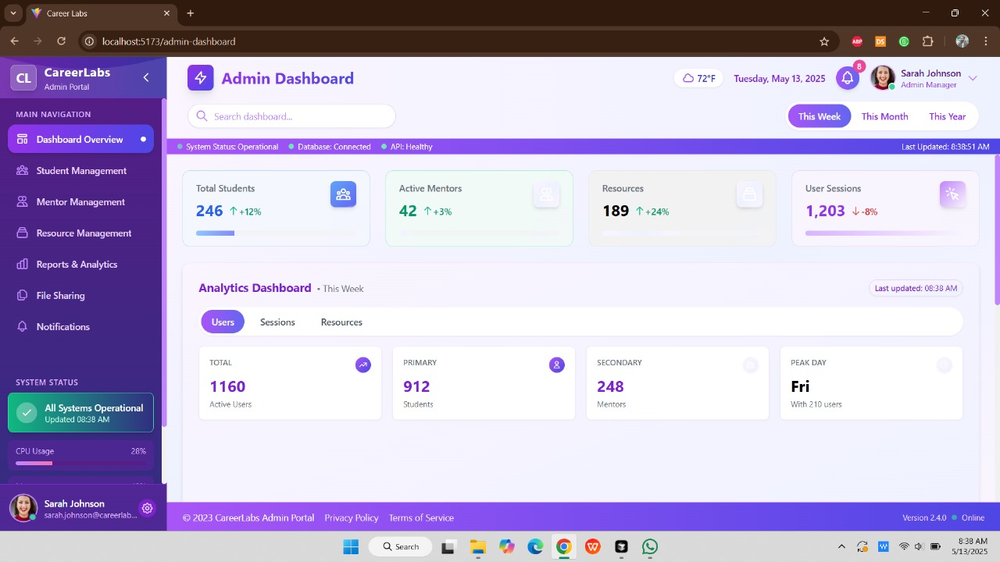 Career Labs
localhost:5173/admin-dashboard
ABP
DS
CL
CareerLabs
Admin Portal
MAIN NAVIGATION
Dashboard Overview
Student Management
Mentor Management
Resource Management
Reports & Analytics
File Sharing
Notifications
SYSTEM STATUS
All Systems Operational
Updated 08:38 AM
CPU Usage 28%
Sarah Johnson
sarah.johnson@careerlab...
Admin Dashboard
72°F
Tuesday, May 13, 2025
8
Sarah Johnson
Admin Manager
Search dashboard...
This Week This Month This Year
System Status: Operational Database: Connected API: Healthy Last Updated: 8:38:51 AM
Total Students
246 ↑+12%
Active Mentors
42 ↑+3%
Resources
189 ↑+24%
User Sessions
1,203 ↓-8%
Analytics Dashboard • This Week
Last updated: 08:38 AM
Users Sessions Resources
TOTAL
1160
Active Users
PRIMARY
912
Students
SECONDARY
248
Mentors
PEAK DAY
Fri
With 210 users
© 2023 CareerLabs Admin Portal Privacy Policy Terms of Service Version 2.4.0 Online
Search
8:38 AM
5/13/2025